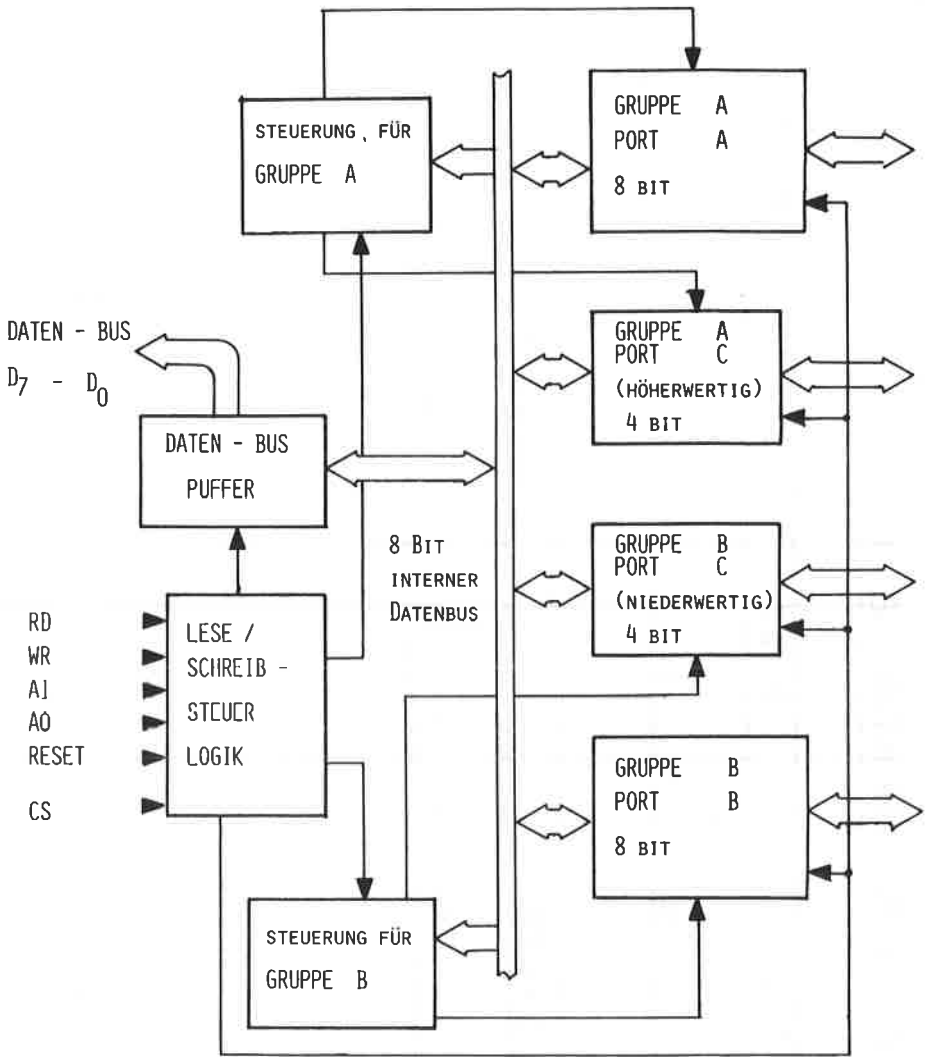 STEUERUNG. FÜR
GRUPPE A
GRUPPE A
PORT A
8 BIT
DATEN - BUS
D7 - D0
GRUPPE A
PORT C
(HÖHERWERTIG)
4 BIT
DATEN - BUS
PUFFER
8 BIT
INTERNER
DATENBUS
GRUPPE B
PORT C
(NIEDERWERTIG)
4 BIT
RD
WR
A1
A0
RESET
CS
LESE /
SCHREIB -
STEUER
LOGIK
GRUPPE B
PORT B
8 BIT
STEUERUNG FÜR
GRUPPE B